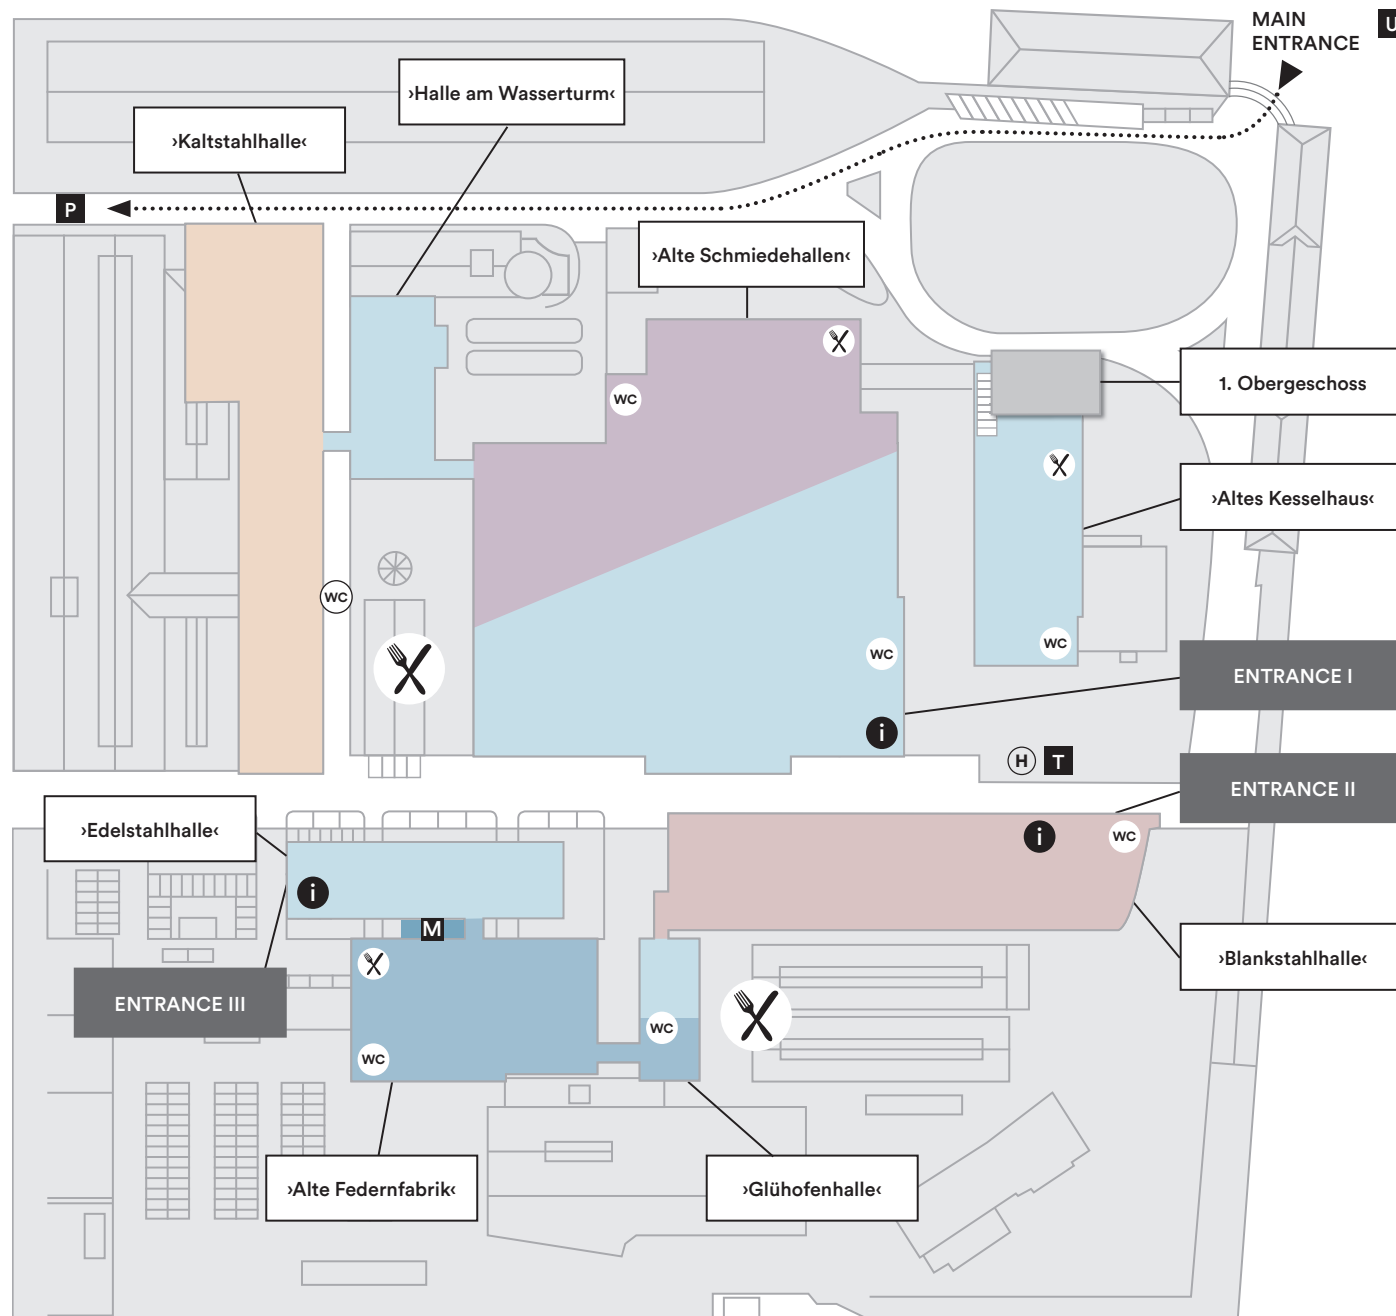 MAIN
ENTRANCE
U
›Halle am Wasserturm‹
›Kaltstahlhalle‹
P
›Alte Schmiedehallen‹
1. Obergeschoss
WC
›Altes Kesselhaus‹
WC
WC
WC
ENTRANCE I
i
H
T
ENTRANCE II
›Edelstahlhalle‹
i
WC
i
M
›Blankstahlhalle‹
ENTRANCE III
WC
WC
›Alte Federnfabrik‹
›Glühofenhalle‹